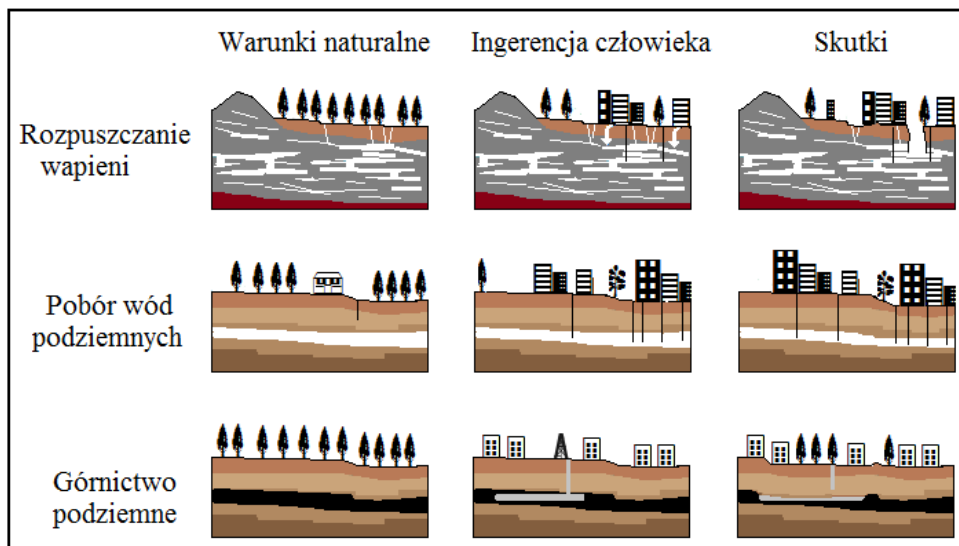 Warunki naturalne Ingerencja człowieka Skutki
Rozpuszczanie
wapieni
Pobór wód
podziemnych
Górnictwo
podziemne